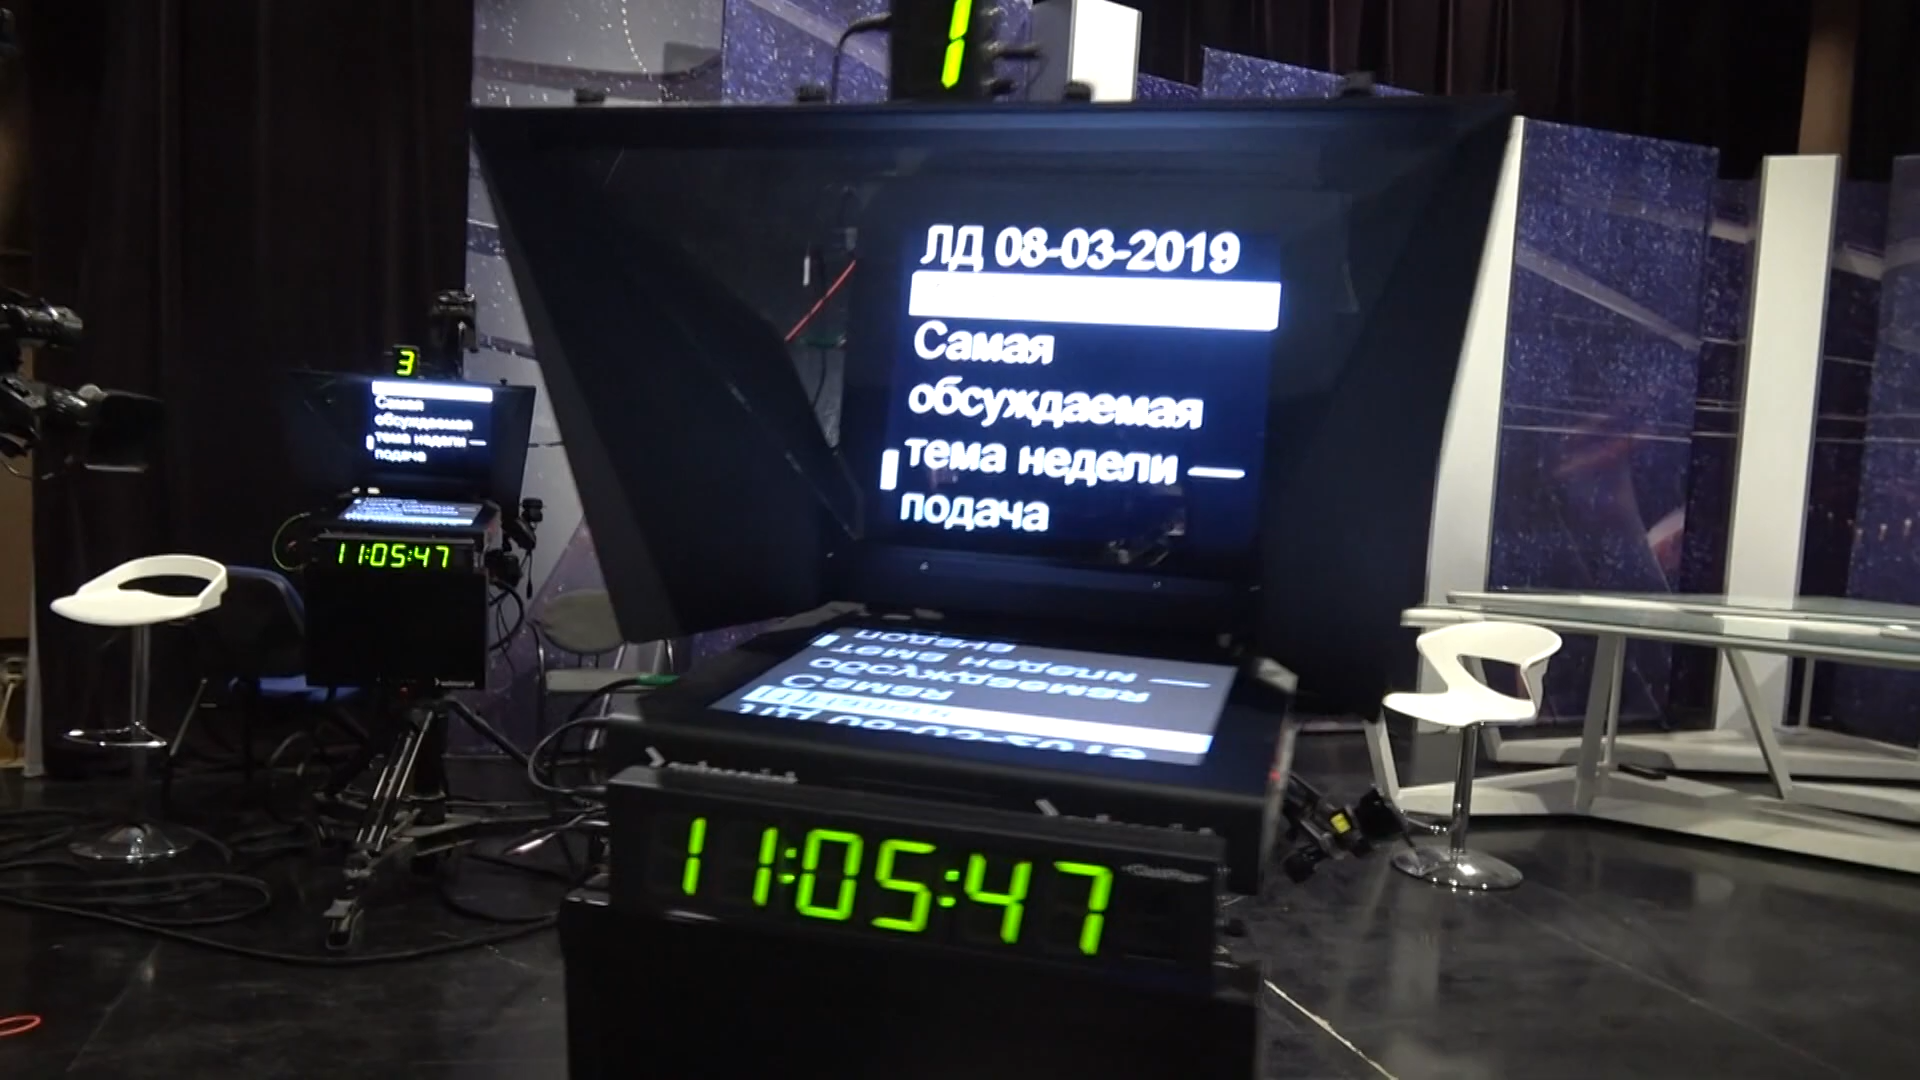 1
ЛД 08-03-2019
Самая
обсуждаемая
тема недели —
подача
3
Самая
обсуждаемая
тема недели —
подача
11:05:47
11:05:47